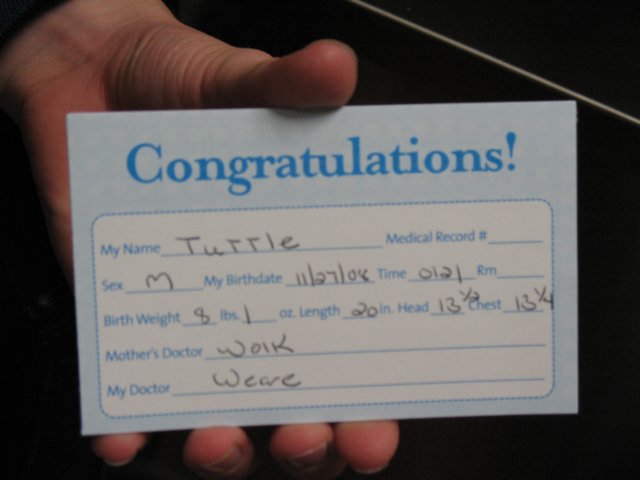 Congratulations!
My Name Tuttle Medical Record #
Sex M My Birthdate 11/27/08 Time 0121 Rm
Birth Weight 8 lbs. 1 oz. Length 20 in. Head 13 1/2 Chest 13 1/4
Mother's Doctor Wolk
My Doctor Weare